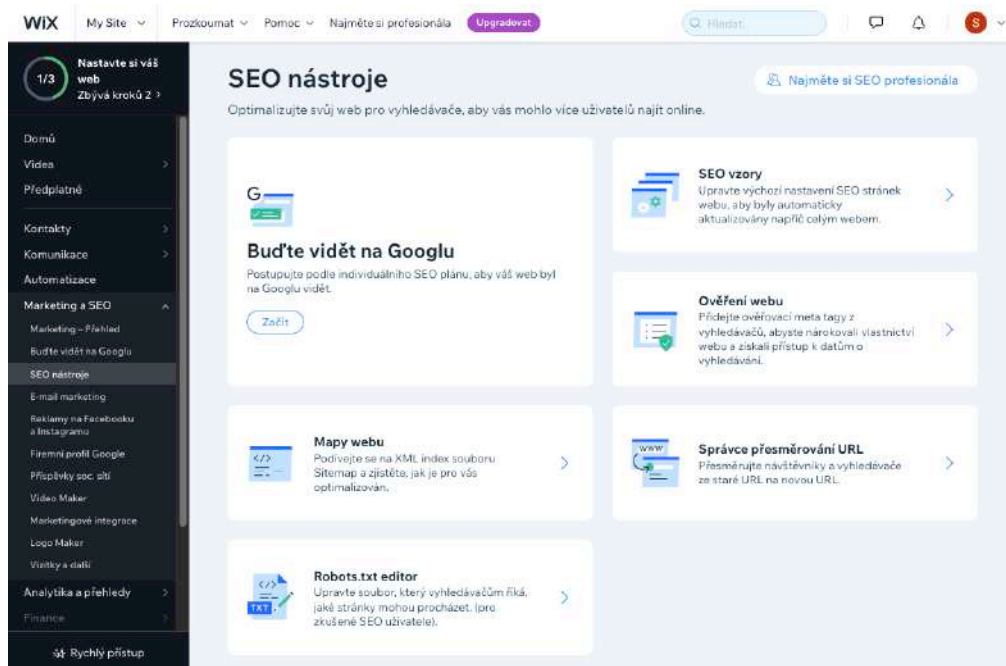 WiX
My Site
Prozkoumat
Pomoc
Najměte si profesionála
Upgradovat
Hledat.
S
1/3
Nastavte si váš
web
Zbývá kroků 2 >
Domů
Videa
Předplatné
Kontakty
Komunikace
Automatizace
Marketing a SEO
Marketing – Přehled
Buďte vidět na Googlu
SEO nástroje
E-mail marketing
Reklamy na Facebooku
a Instagramu
Firemní profil Google
Příspěvky soc. sítí
Video Maker
Marketingové integrace
Logo Maker
Vizitky a další
Analytika a přehledy
Finance
Rychlý přístup
SEO nástroje
Najměte si SEO profesionála
Optimalizujte svůj web pro vyhledávače, aby vás mohlo více uživatelů najít online.
G
Buďte vidět na Googlu
Postupujte podle individuálního SEO plánu, aby váš web byl
na Googlu vidět.
Začít
SEO vzory
Upravte výchozí nastavení SEO stránek
webu, aby byly automaticky
aktualizovány napříč celým webem.
Ověření webu
Přidejte ověřovací meta tagy z
vyhledávačů, abyste nárokovali vlastnictví
webu a získali přístup k datům o
vyhledávání.
</>
Mapy webu
Podívejte se na XML index souboru
Sitemap a zjistěte, jak je pro vás
optimalizován.
WWW
Správce přesměrování URL
Přesměrujte návštěvníky a vyhledávače
ze staré URL na novou URL.
</>
TXT
Robots.txt editor
Upravte soubor, který vyhledávačům říká,
jaké stránky mohou procházet. (pro
zkušené SEO uživatele).